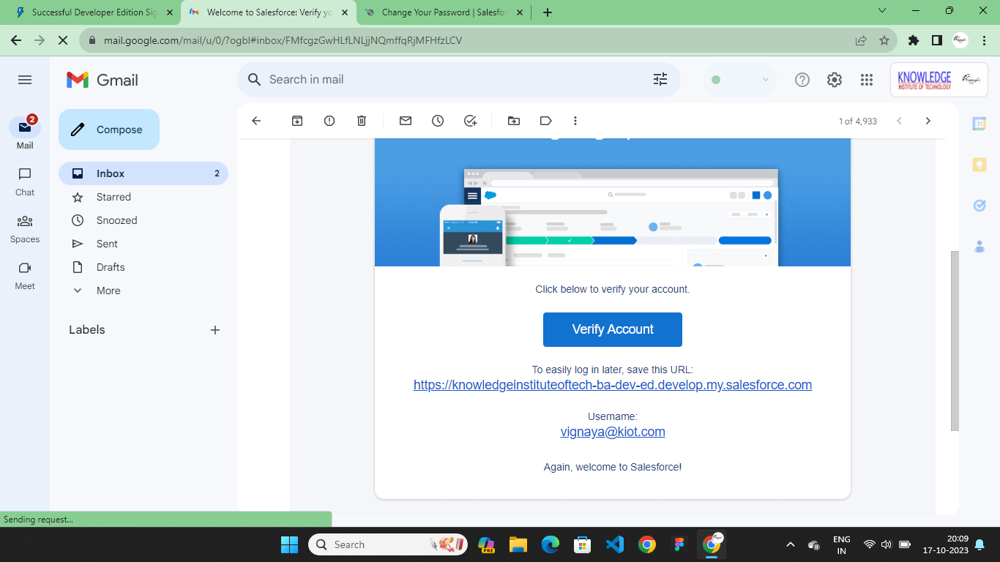 Successful Developer Edition Sig
Welcome to Salesforce: Verify yo
Change Your Password | Salesfor
mail.google.com/mail/u/0/?ogbl#inbox/FMfcgzGwHLfLNLjjNQmffqRjMFHfzLCV
Gmail
Search in mail
KNOWLEDGE
INSTITUTE OF TECHNOLOGY
2
Mail
Chat
Spaces
Meet
Compose
Inbox 2
Starred
Snoozed
Sent
Drafts
More
Labels
1 of 4,933
31
Click below to verify your account.
Verify Account
To easily log in later, save this URL:
https://knowledgeinstituteoftech-ba-dev-ed.develop.my.salesforce.com
Username:
vignaya@kiot.com
Again, welcome to Salesforce!
Sending request...
Search
PRE
ENG
IN
20:09
17-10-2023